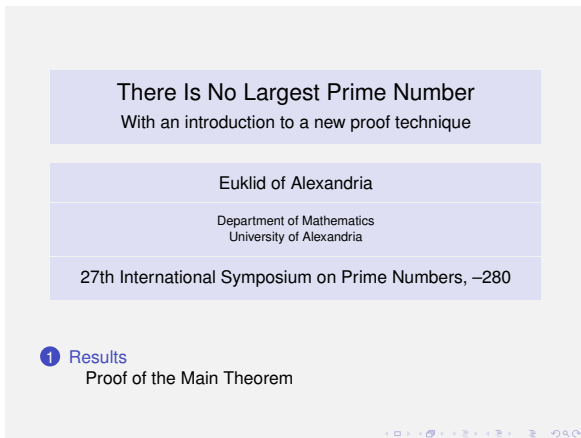 There Is No Largest Prime Number
With an introduction to a new proof technique
Euklid of Alexandria
Department of Mathematics
University of Alexandria
27th International Symposium on Prime Numbers, –280
1 Results
Proof of the Main Theorem